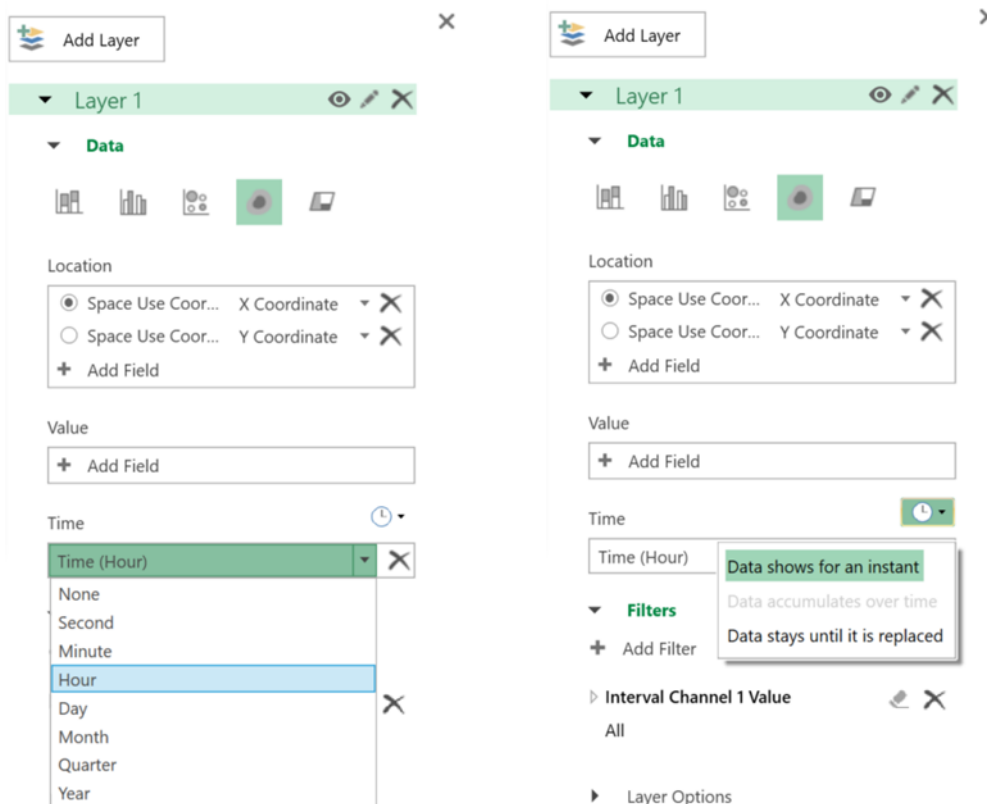 Add Layer
Layer 1
Data
Location
Space Use Coor... X Coordinate
Space Use Coor... Y Coordinate
Add Field
Value
Add Field
Time
Time (Hour)
None
Second
Minute
Hour
Day
Month
Quarter
Year
Add Layer
Layer 1
Data
Location
Space Use Coor... X Coordinate
Space Use Coor... Y Coordinate
Add Field
Value
Add Field
Time
Time (Hour)
Data shows for an instant
Data accumulates over time
Data stays until it is replaced
Filters
Add Filter
Interval Channel 1 Value
All
Layer Options